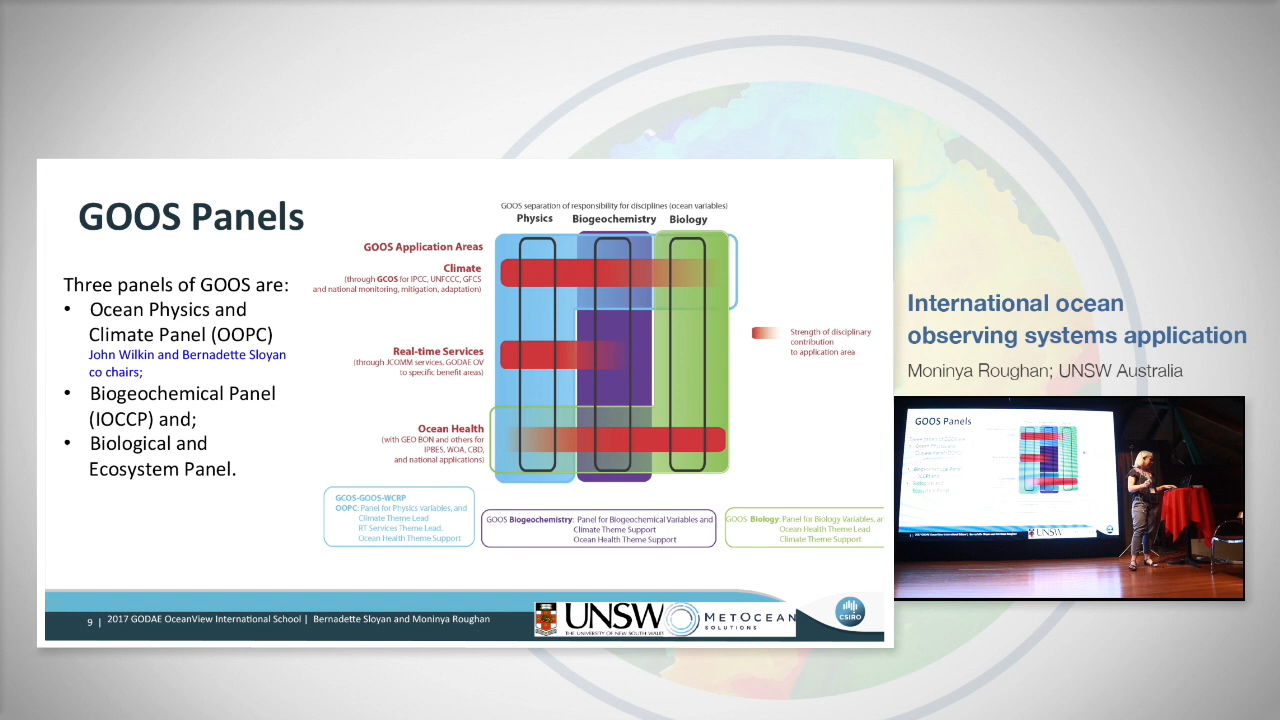 GOOS Panels
Three panels of GOOS are:
• Ocean Physics and
Climate Panel (OOPC)
John Wilkin and Bernadette Sloyan
co chairs;
• Biogeochemical Panel
(IOCCP) and;
• Biological and
Ecosystem Panel.
GOOS separation of responsibility for disciplines (ocean variables)
Physics Biogeochemistry Biology
GOOS Application Areas
Climate
(through GCOS for IPCC, UNFCCC, GFCS
and national monitoring, mitigation, adaptation)
Real-time Services
(through JCOMM services, GODAE OV
to specific benefit areas)
Ocean Health
(with GEO BON and others for
IPBES, WOA, CBD,
and national applications)
Strength of disciplinary
contribution
to application area
GCOS-GOOS-WCRP
OOPC: Panel for Physics variables, and
Climate Theme Lead
RT Services Theme Lead,
Ocean Health Theme Support
GOOS Biogeochemistry: Panel for Biogeochemical Variables and
Climate Theme Support
Ocean Health Theme Support
GOOS Biology: Panel for Biology Variables, an
Ocean Health Theme Lead
Climate Theme Support
9 | 2017 GODAE OceanView International School | Bernadette Sloyan and Moninya Roughan
UNSW
THE UNIVERSITY OF NEW SOUTH WALES
METOCEAN
SOLUTIONS
CSIRO
International ocean
observing systems application
Moninya Roughan; UNSW Australia
GOOS Panels
UNSW